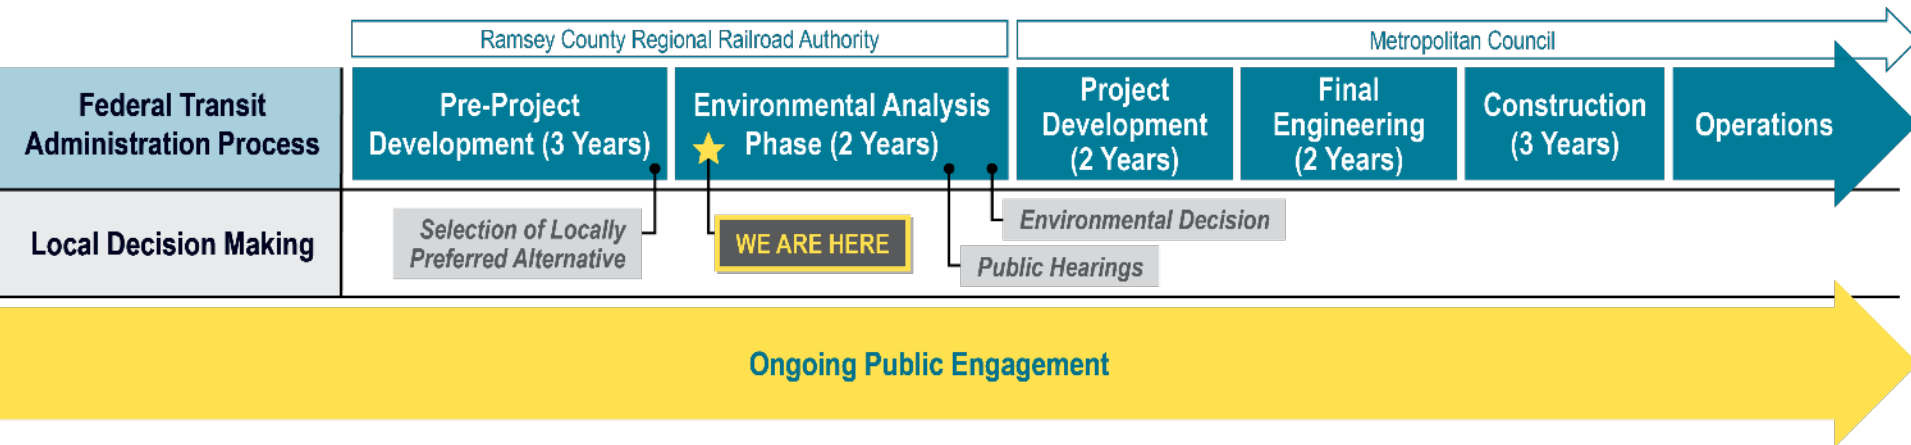 Ramsey County Regional Railroad Authority
Metropolitan Council
Federal Transit
Administration Process
Pre-Project
Development (3 Years)
Environmental Analysis
Phase (2 Years)
Project
Development
(2 Years)
Final
Engineering
(2 Years)
Construction
(3 Years)
Operations
Local Decision Making
Selection of Locally
Preferred Alternative
WE ARE HERE
Environmental Decision
Public Hearings
Ongoing Public Engagement